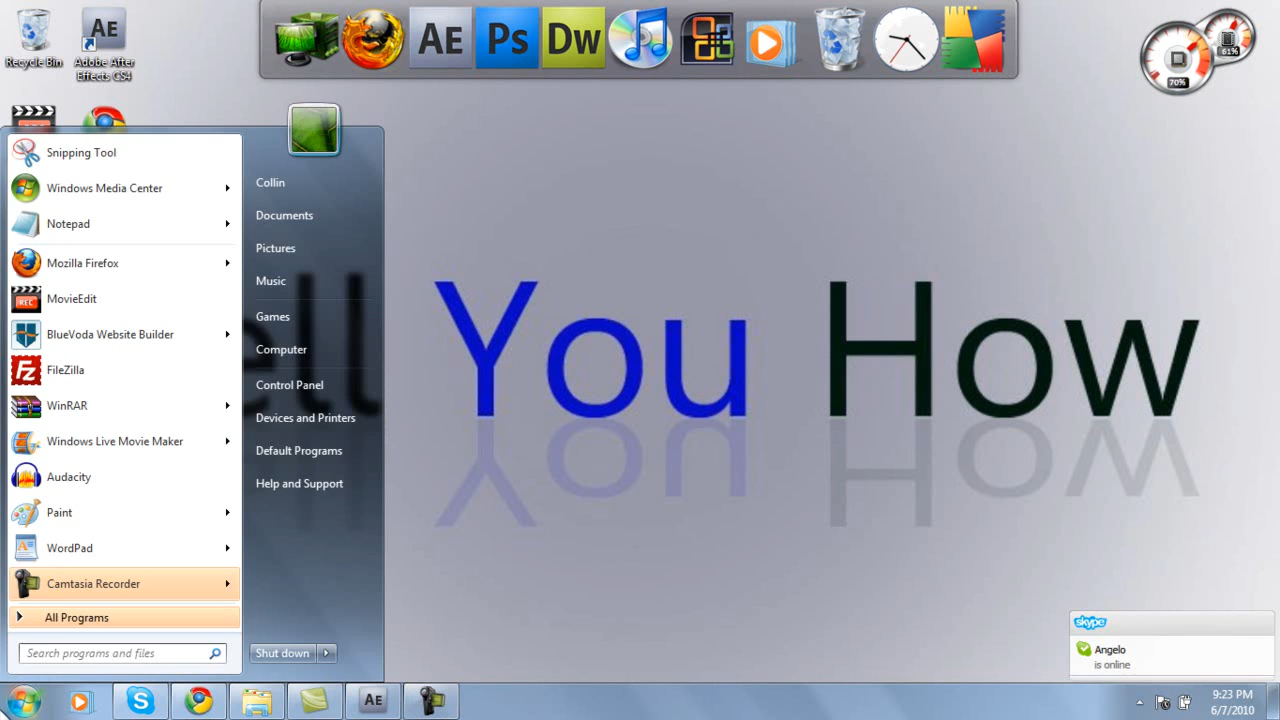 Recycle Bin
Adobe After
Effects CS4
AE
Ps
Dw
61%
70%
Snipping Tool
Windows Media Center
Notepad
Mozilla Firefox
MovieEdit
BlueVoda Website Builder
FileZilla
WinRAR
Windows Live Movie Maker
Audacity
Paint
WordPad
Camtasia Recorder
All Programs
Search programs and files
Collin
Documents
Pictures
Music
Games
Computer
Control Panel
Devices and Printers
Default Programs
Help and Support
Shut down
You How
skype
Angelo
is online
AE
9:23 PM
6/7/2010